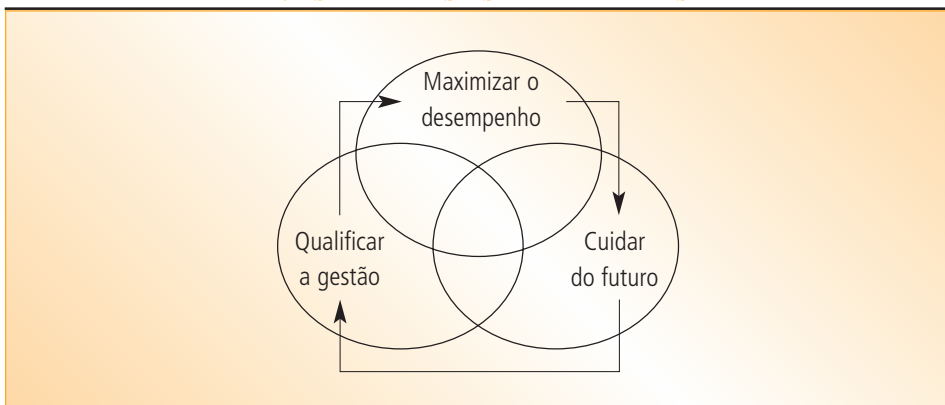 Maximizar o
desempenho
Qualificar
a gestão
Cuidar
do futuro